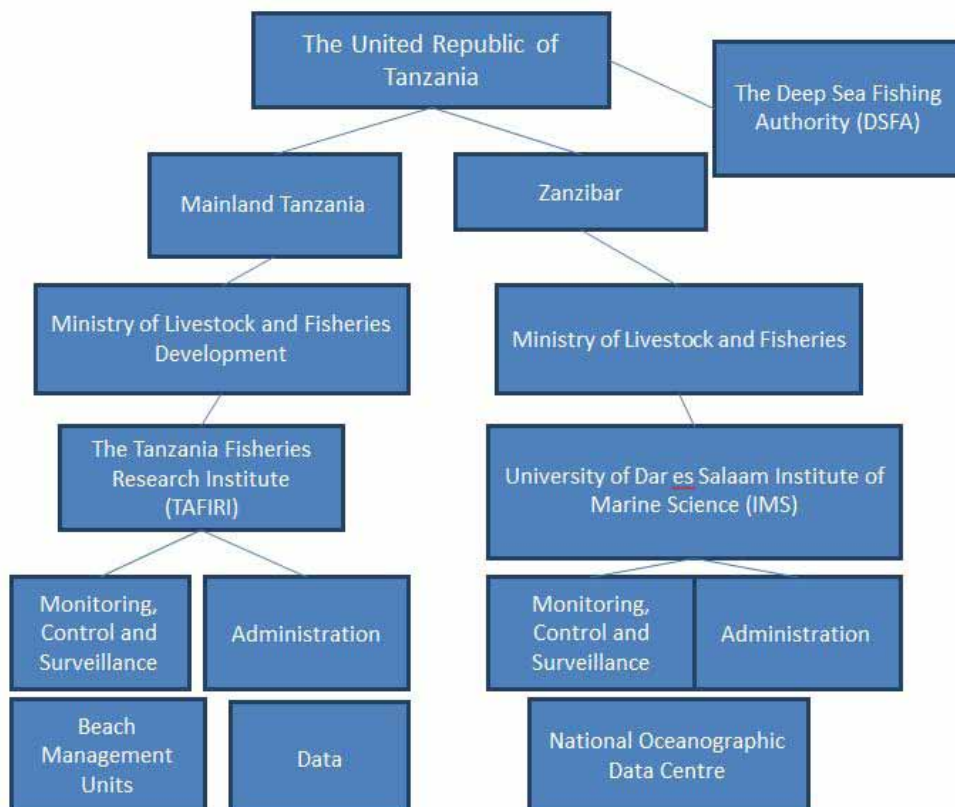 The United Republic of
Tanzania
The Deep Sea Fishing
Authority (DSFA)
Mainland Tanzania
Zanzibar
Ministry of Livestock and Fisheries
Development
Ministry of Livestock and Fisheries
The Tanzania Fisheries
Research Institute
(TAFIRI)
University of Dar es Salaam Institute of
Marine Science (IMS)
Monitoring,
Control and
Surveillance
Administration
Monitoring,
Control and
Surveillance
Administration
Beach
Management
Units
Data
National Oceanographic
Data Centre